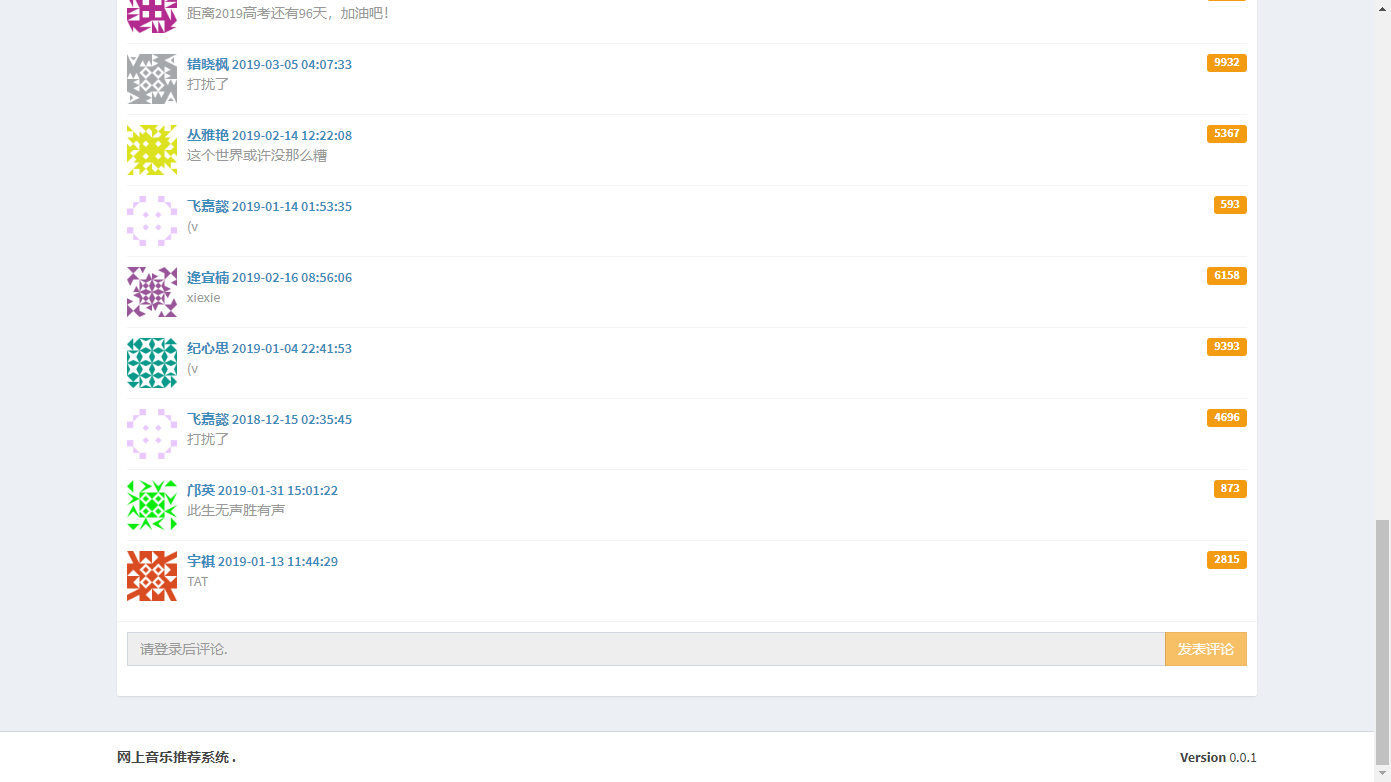 距离2019高考还有96天，加油吧！
错晓枫 2019-03-05 04:07:33
9932
打扰了
丛雅艳 2019-02-14 12:22:08
5367
这个世界或许没那么糟
飞嘉懿 2019-01-14 01:53:35
593
(v
逄宜楠 2019-02-16 08:56:06
6158
xiexie
纪心思 2019-01-04 22:41:53
9393
(v
飞嘉懿 2018-12-15 02:35:45
4696
打扰了
邝英 2019-01-31 15:01:22
873
此生无声胜有声
宇祺 2019-01-13 11:44:29
2815
TAT
请登录后评论.
发表评论
网上音乐推荐系统 .
Version 0.0.1